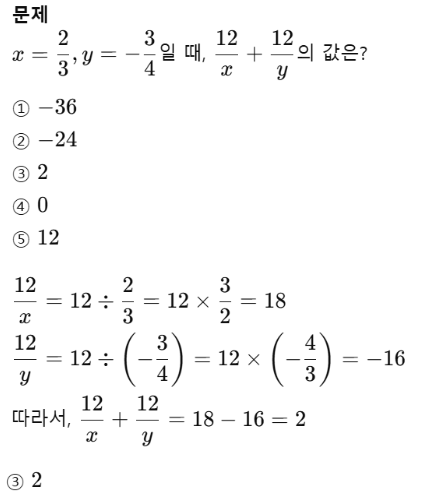 문제
x = 2/3, y = −3/4일 때, 12/x + 12/y의 값은?
① −36
② −24
③ 2
④ 0
⑤ 12
12/x = 12 ÷ 2/3 = 12 × 3/2 = 18
12/y = 12 ÷ (−3/4) = 12 × (−4/3) = −16
따라서, 12/x + 12/y = 18 − 16 = 2
③ 2